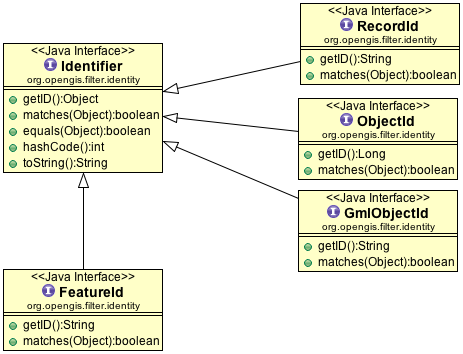 <<Java Interface>>
Identifier
org.opengis.filter.identity
getID():Object
matches(Object):boolean
equals(Object):boolean
hashCode():int
toString():String
<<Java Interface>>
RecordId
org.opengis.filter.identity
getID():String
matches(Object):boolean
<<Java Interface>>
ObjectId
org.opengis.filter.identity
getID():Long
matches(Object):boolean
<<Java Interface>>
GmlObjectId
org.opengis.filter.identity
getID():String
matches(Object):boolean
<<Java Interface>>
FeatureId
org.opengis.filter.identity
getID():String
matches(Object):boolean